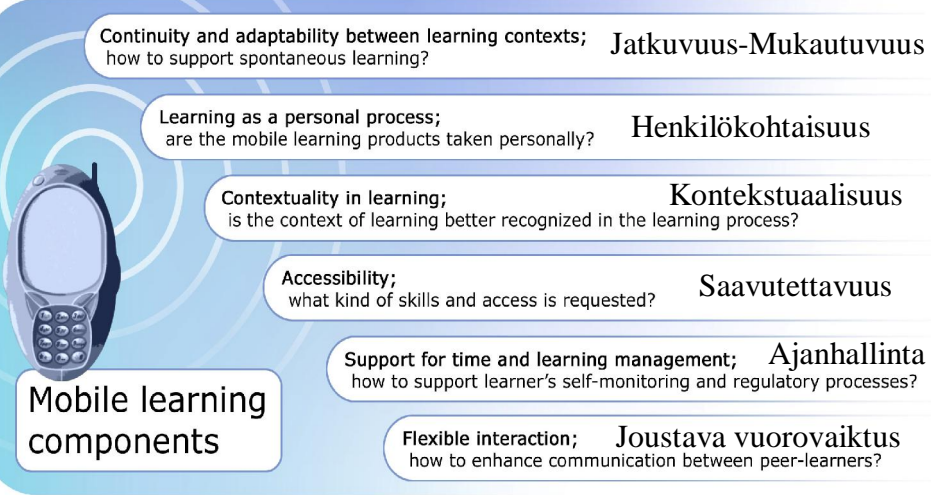 Continuity and adaptability between learning contexts; Jatkuvuus-Mukautuvuus
how to support spontaneous learning?
Learning as a personal process;
are the mobile learning products taken personally? Henkilökohtaisuus
Contextuality in learning; Kontekstuaalisuus
is the context of learning better recognized in the learning process?
Accessibility;
what kind of skills and access is requested? Saavutettavuus
Support for time and learning management; Ajanhallinta
how to support learner's self-monitoring and regulatory processes?
Flexible interaction; Joustava vuorovaiktus
how to enhance communication between peer-learners?
Mobile learning
components